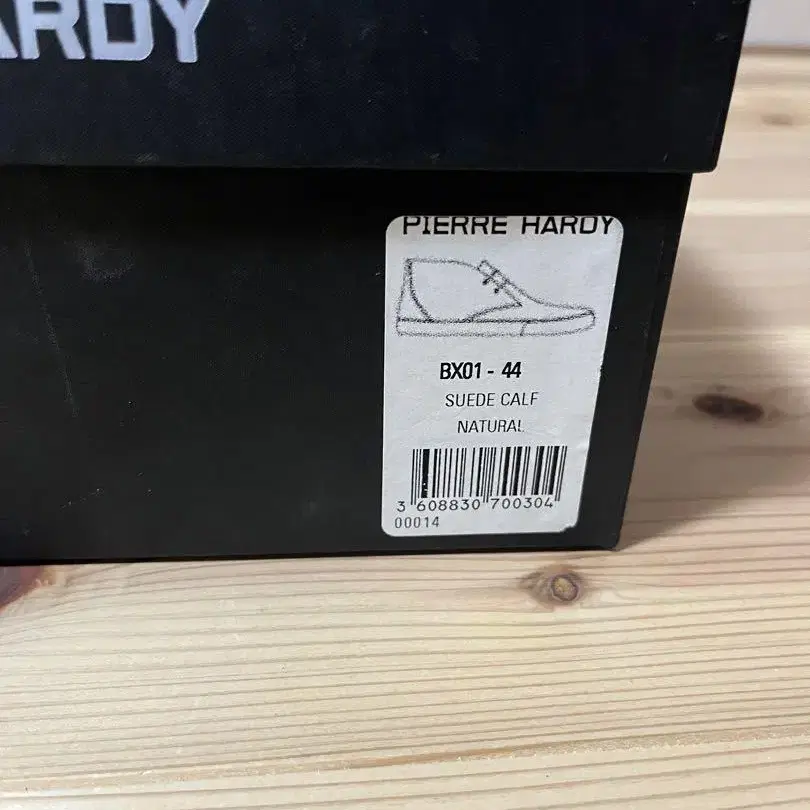 HARDY
PIERRE HARDY
BX01 - 44
SUEDE CALF
NATURAL
3 608830 700304
00014